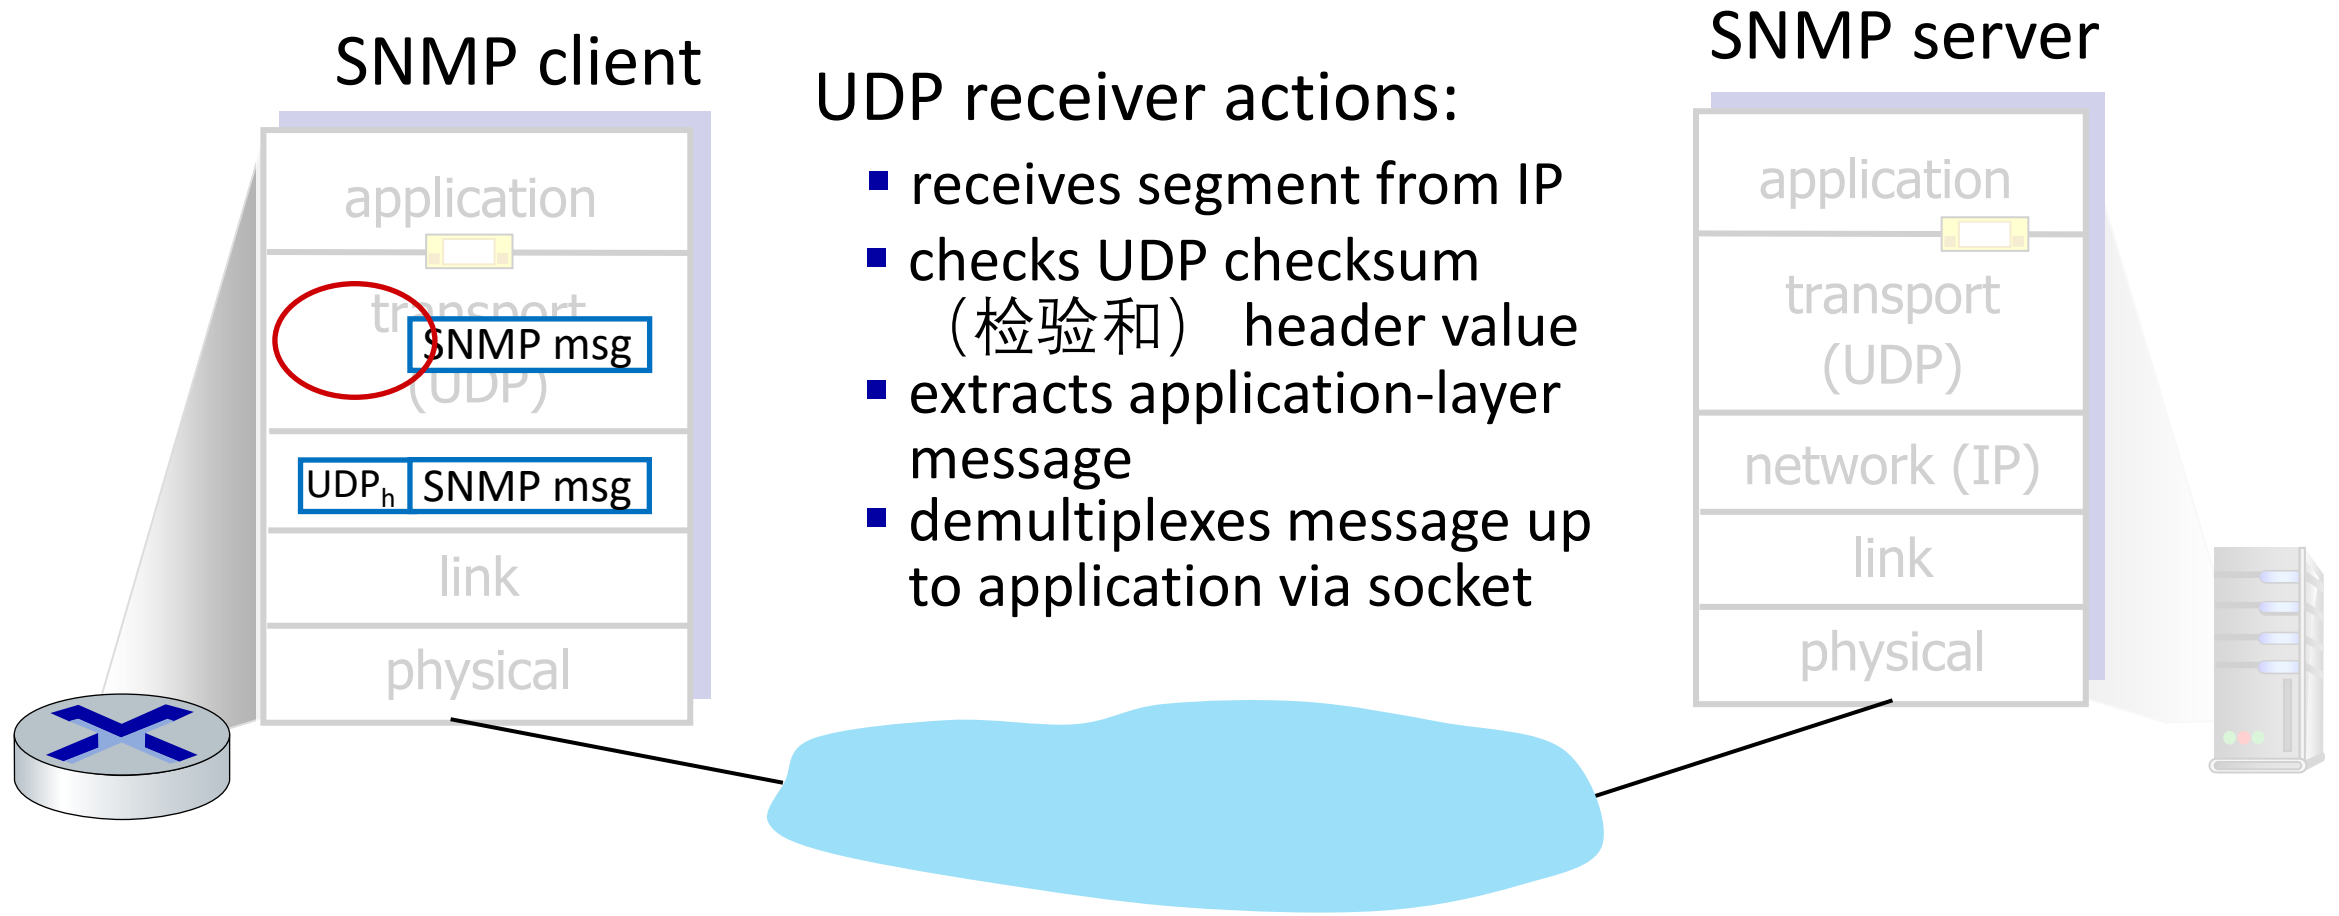 SNMP client
application
transport
SNMP msg
(UDP)
UDPh SNMP msg
link
physical
UDP receiver actions:
receives segment from IP
checks UDP checksum
（检验和） header value
extracts application-layer
message
demultiplexes message up
to application via socket
SNMP server
application
transport
(UDP)
network (IP)
link
physical